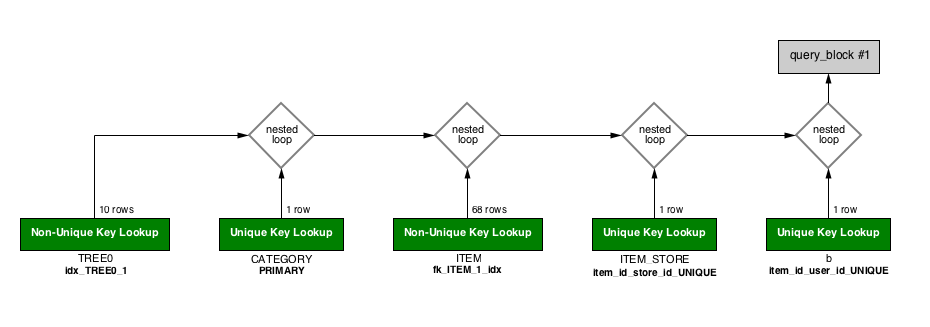 query_block #1
nested
loop
nested
loop
nested
loop
nested
loop
10 rows
1 row
68 rows
1 row
1 row
Non-Unique Key Lookup
Unique Key Lookup
Non-Unique Key Lookup
Unique Key Lookup
Unique Key Lookup
TREE0
CATEGORY
ITEM
ITEM_STORE
b
idx_TREE0_1
PRIMARY
fk_ITEM_1_idx
item_id_store_id_UNIQUE
item_id_user_id_UNIQUE